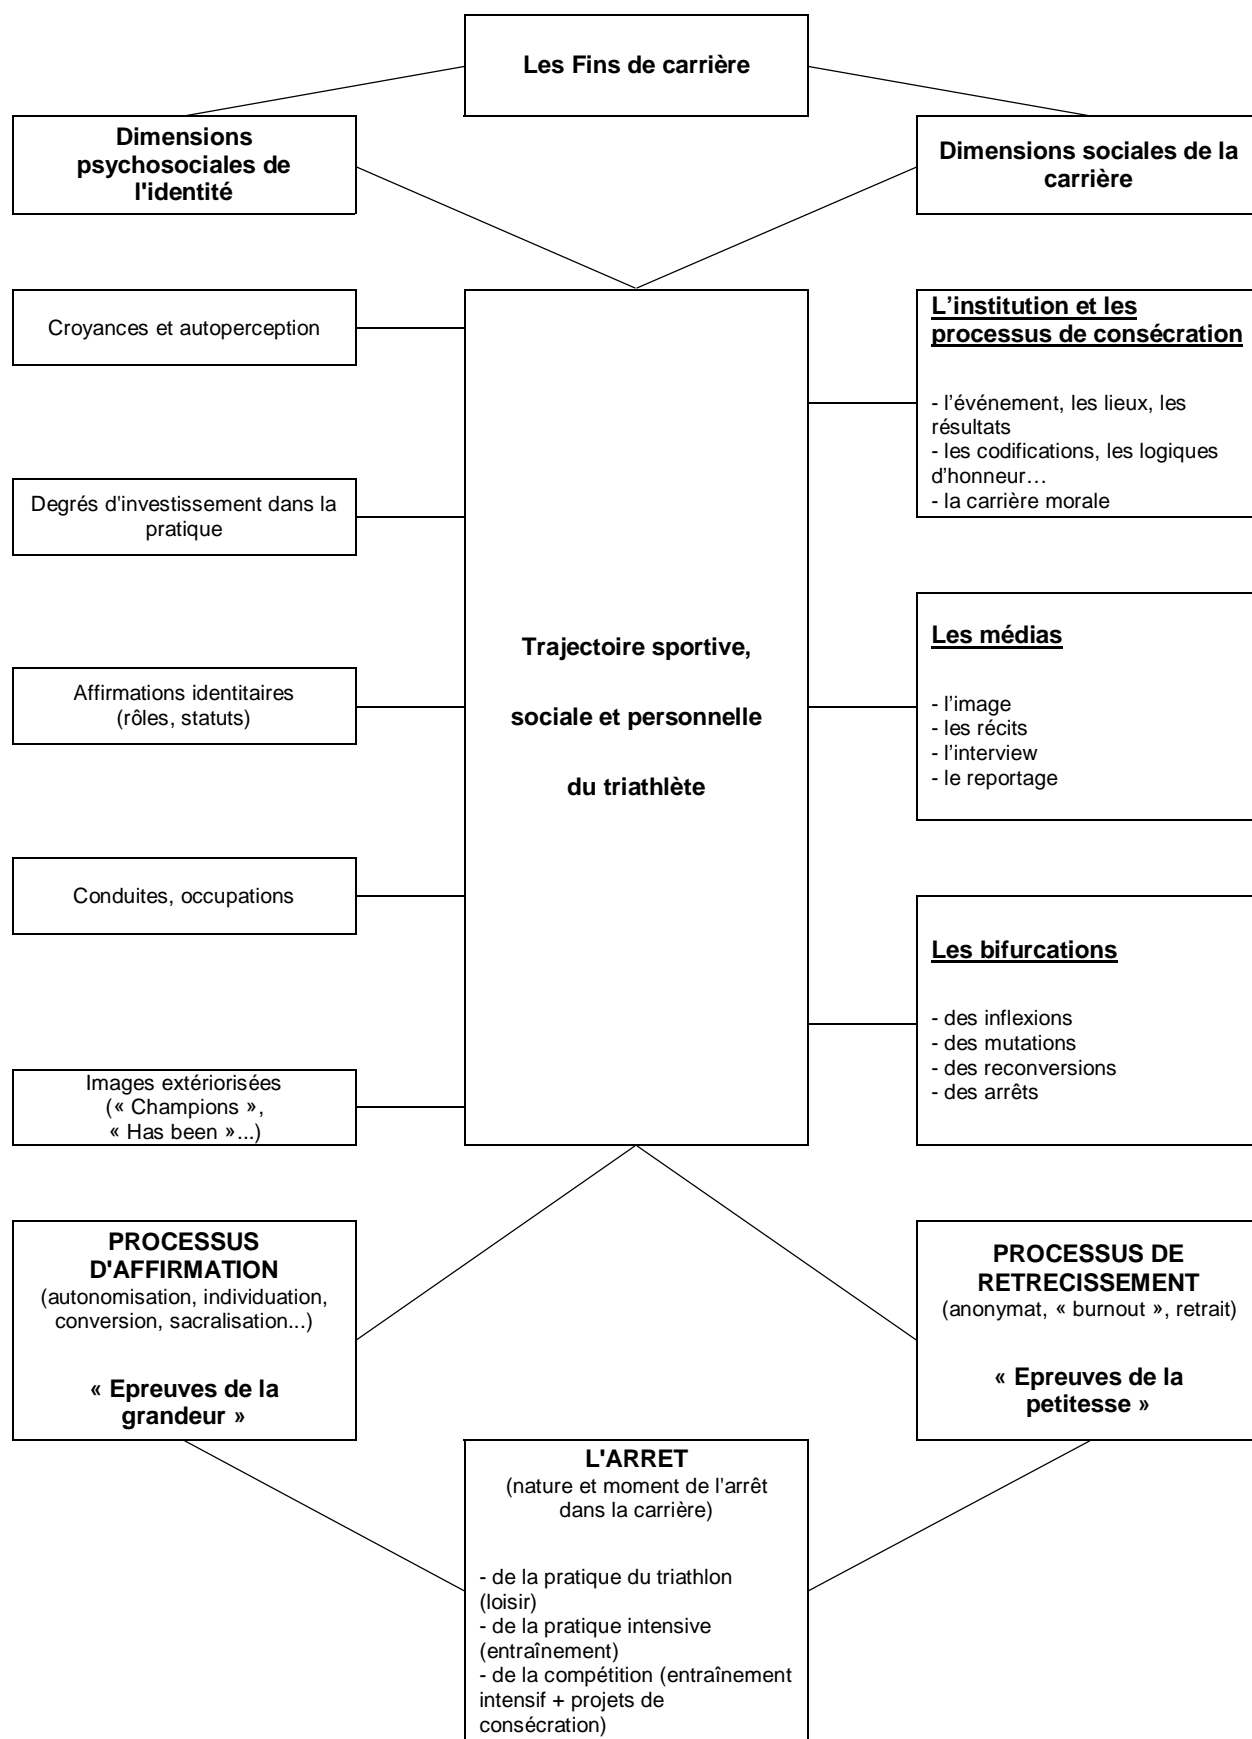 Les Fins de carrière
Dimensions
psychosociales de
l'identité
Dimensions sociales de la
carrière
Croyances et autoperception
Degrés d'investissement dans la
pratique
Affirmations identitaires
(rôles, statuts)
Conduites, occupations
Images extériorisées
(« Champions »,
« Has been »...)
Trajectoire sportive,
sociale et personnelle
du triathlète
L’institution et les
processus de consécration
- l’événement, les lieux, les
résultats
- les codifications, les logiques
d’honneur…
- la carrière morale
Les médias
- l’image
- les récits
- l’interview
- le reportage
Les bifurcations
- des inflexions
- des mutations
- des reconversions
- des arrêts
PROCESSUS
D'AFFIRMATION
(autonomisation, individuation,
conversion, sacralisation...)
« Epreuves de la
grandeur »
PROCESSUS DE
RETRECISSEMENT
(anonymat, « burnout », retrait)
« Epreuves de la
petitesse »
L'ARRET
(nature et moment de l'arrêt
dans la carrière)
- de la pratique du triathlon
(loisir)
- de la pratique intensive
(entraînement)
- de la compétition (entraînement
intensif + projets de
consécration)